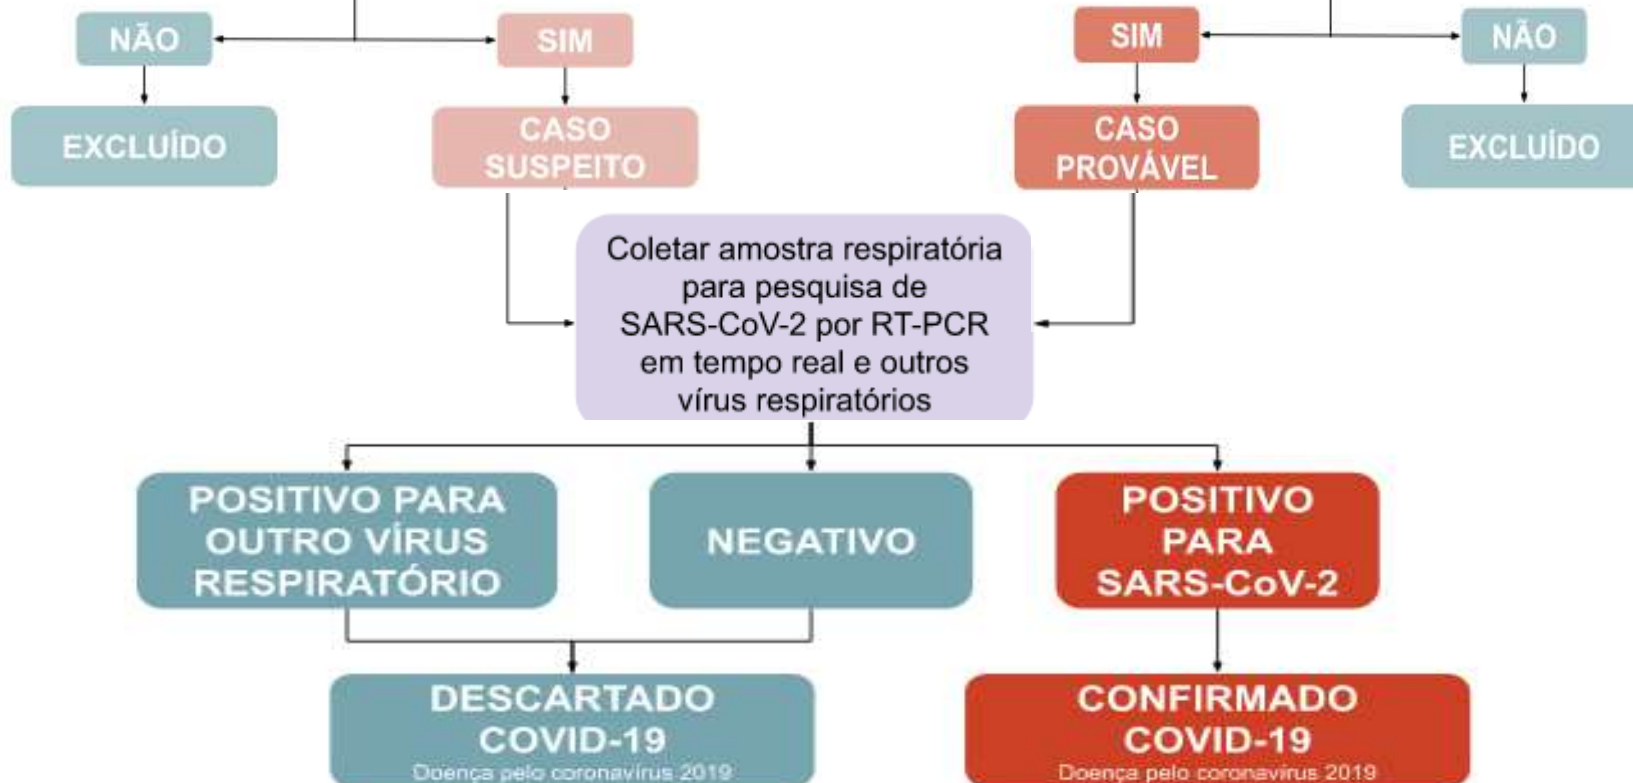 NÃO
SIM
SIM
NÃO
EXCLUÍDO
CASO
SUSPEITO
CASO
PROVÁVEL
EXCLUÍDO
Coletar amostra respiratória
para pesquisa de
SARS-CoV-2 por RT-PCR
em tempo real e outros
vírus respiratórios
POSITIVO PARA
OUTRO VÍRUS
RESPIRATÓRIO
NEGATIVO
POSITIVO
PARA
SARS-CoV-2
DESCARTADO
COVID-19
Doença pelo coronavírus 2019
CONFIRMADO
COVID-19
Doença pelo coronavírus 2019